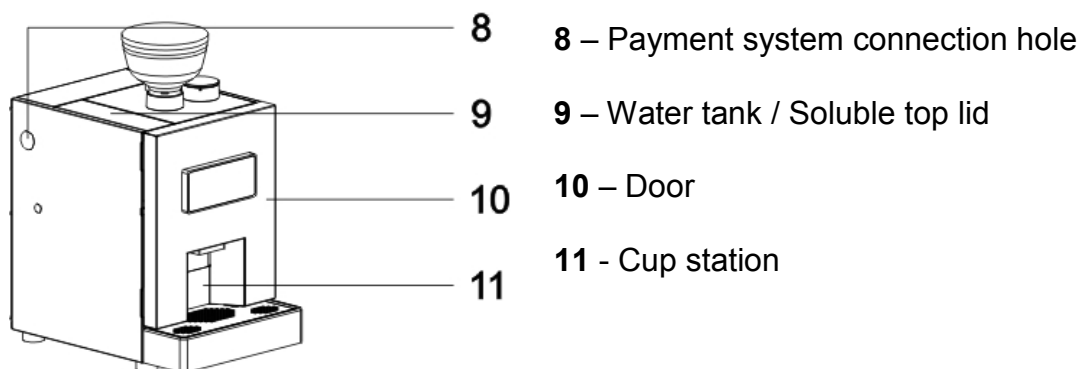 8 8 – Payment system connection hole
9 9 – Water tank / Soluble top lid
10 10 – Door
11 11 - Cup station